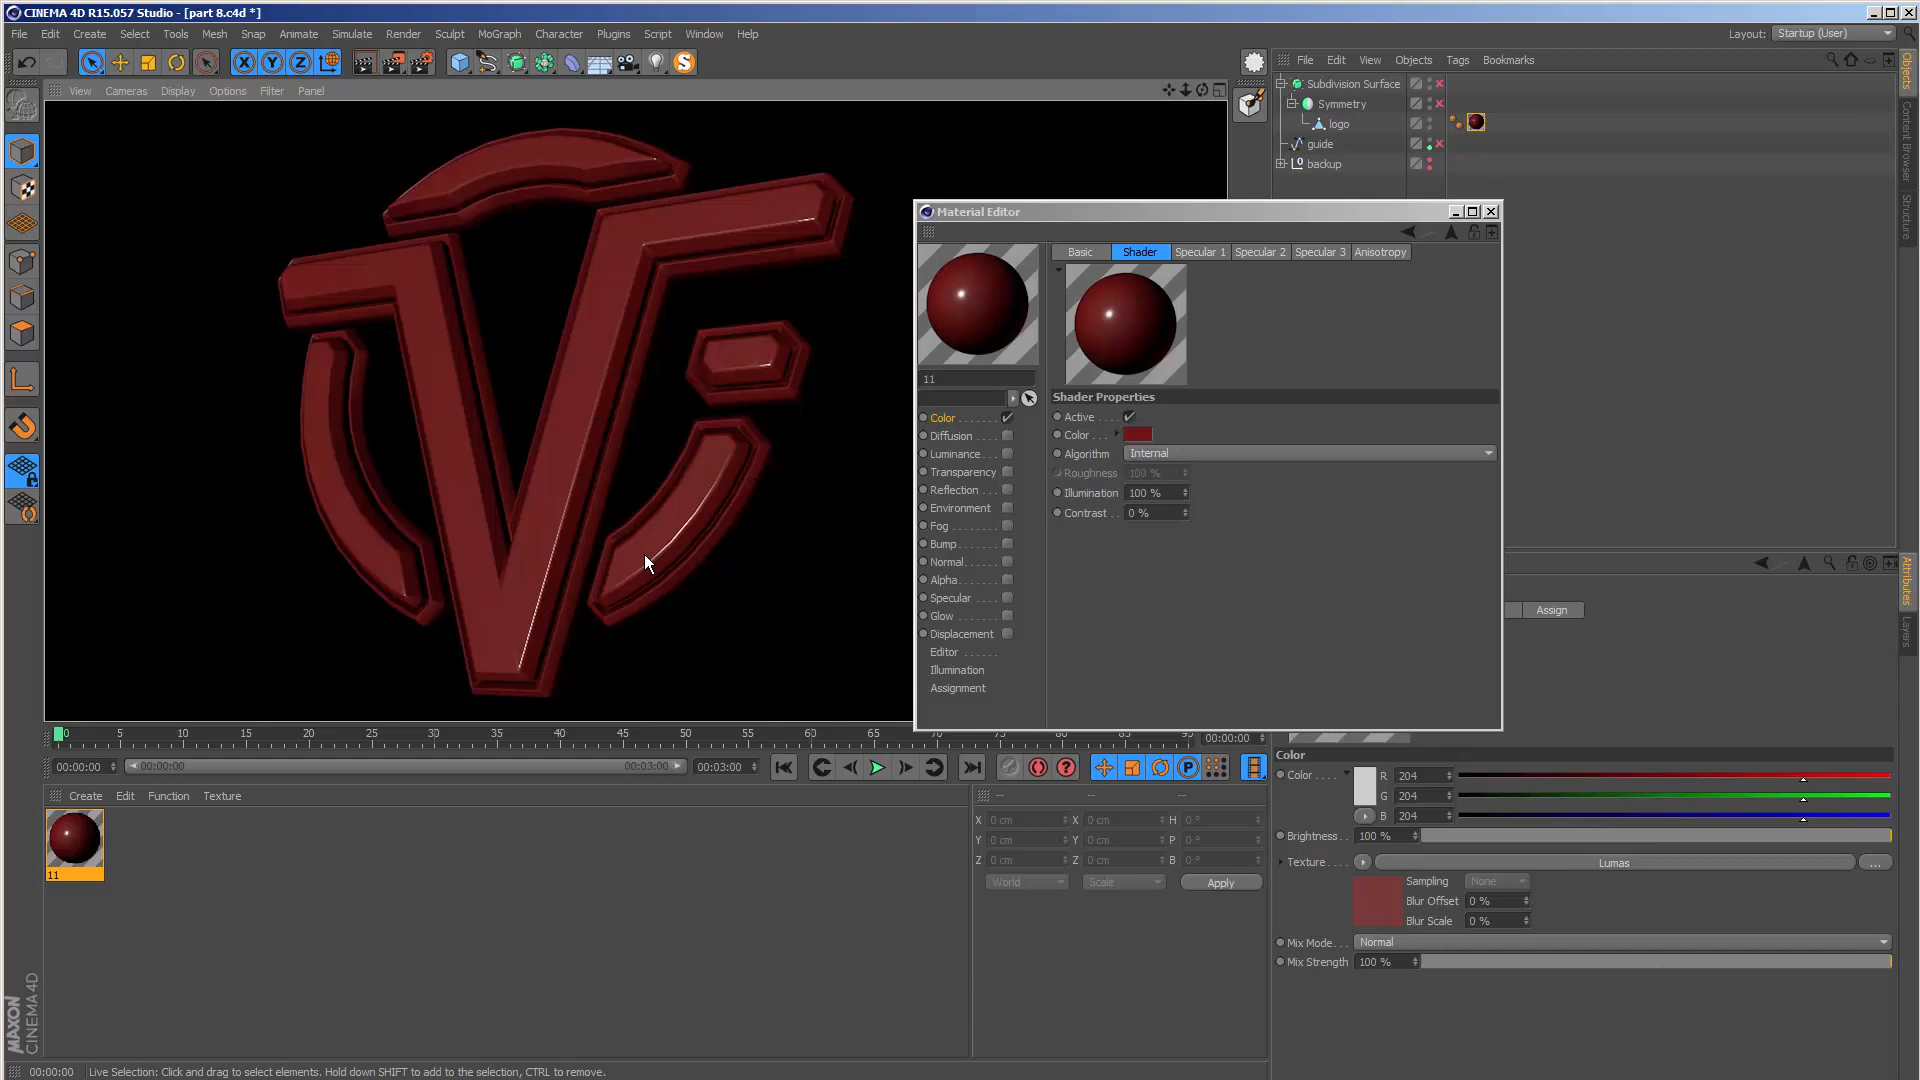 CINEMA 4D R15.057 Studio - [part 8.c4d *]
File Edit Create Select Tools Mesh Snap Animate Simulate Render Sculpt MoGraph Character Plugins Script Window Help
Layout: Startup (User)
View Cameras Display Options Filter Panel
File Edit View Objects Tags Bookmarks
Subdivision Surface
Symmetry
logo
guide
backup
Objects
Content Browser
Structure
Material Editor
Basic Shader Specular 1 Specular 2 Specular 3 Anisotropy
11
Color
Diffusion
Luminance
Transparency
Reflection
Environment
Fog
Bump
Normal
Alpha
Specular
Glow
Displacement
Editor
Illumination
Assignment
Shader Properties
Active
Color
Algorithm Internal
Roughness 100 %
Illumination 100 %
Contrast 0 %
Assign
Attributes
Layers
0 5 10 15 20 25 30 35 40 45 50 55 60 65
00:00:00
00:00:00 00:00:00 00:03:00 00:03:00
Create Edit Function Texture
11
X 0 cm X 0 cm H 0 °
Y 0 cm Y 0 cm P 0 °
Z 0 cm Z 0 cm B 0 °
World Scale Apply
Color
Color R 204
G 204
B 204
Brightness 100 %
Texture Lumas ...
Sampling None
Blur Offset 0 %
Blur Scale 0 %
Mix Mode Normal
Mix Strength 100 %
MAXON
CINEMA 4D
00:00:00 Live Selection: Click and drag to select elements. Hold down SHIFT to add to the selection, CTRL to remove.